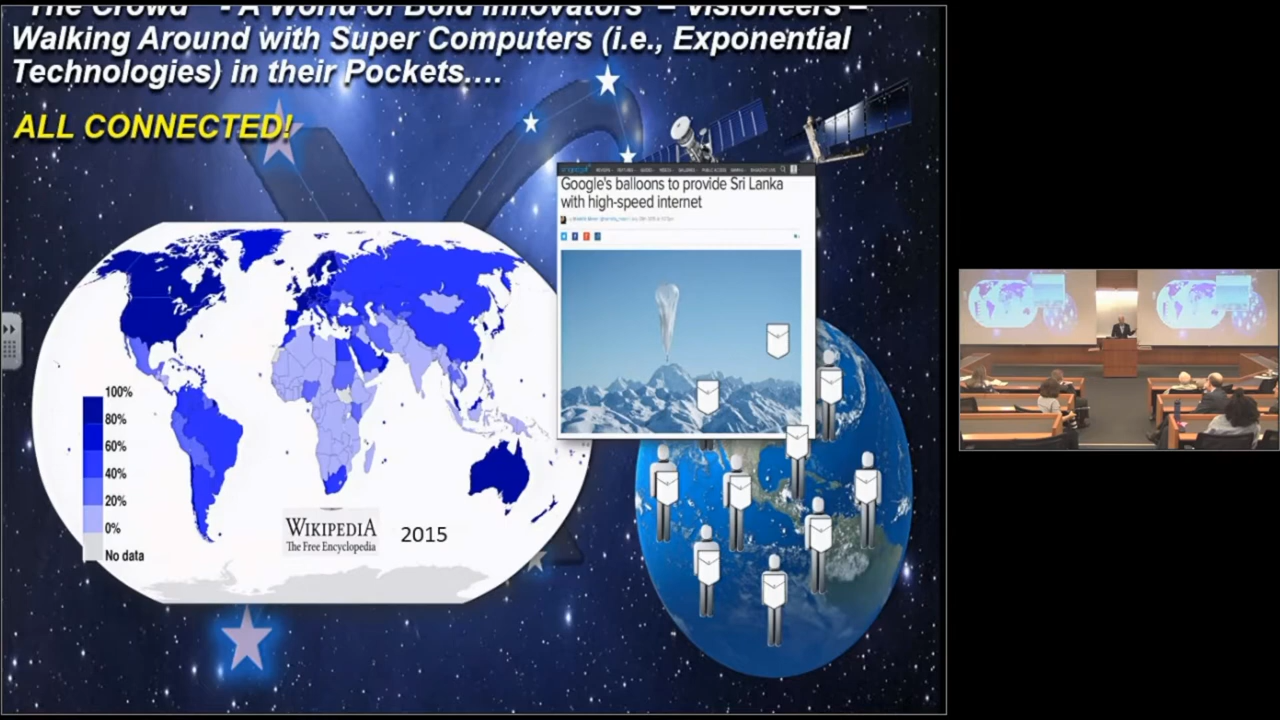 "The Crowd" - A World of Bold Innovators – Visioneers –
Walking Around with Super Computers (i.e., Exponential
Technologies) in their Pockets....
ALL CONNECTED!
Google's balloons to provide Sri Lanka
with high-speed internet
100%
80%
60%
40%
20%
0%
No data
WIKIPEDIA
The Free Encyclopedia
2015